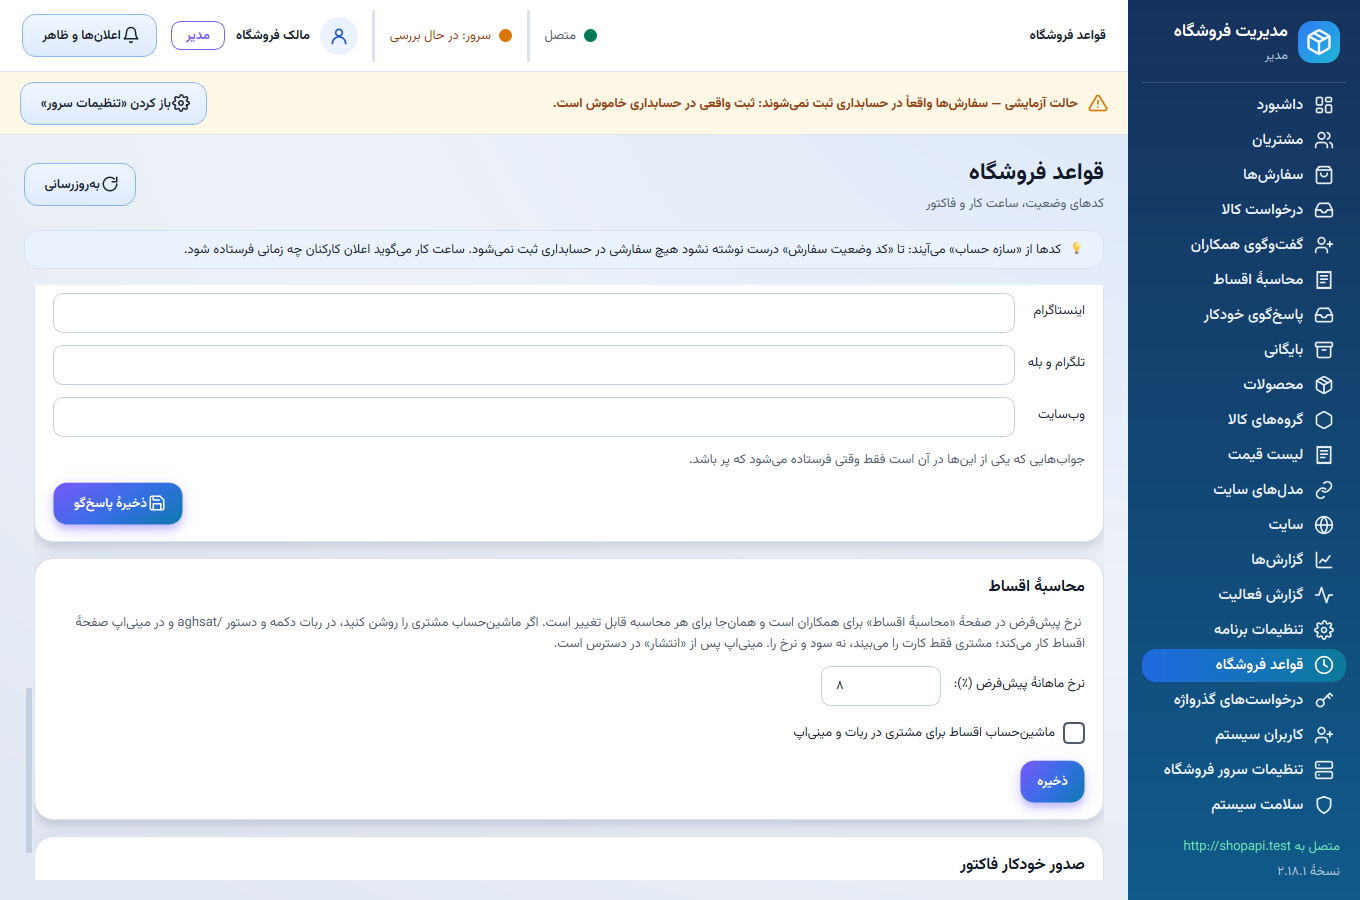 مدیریت فروشگاه
مدیر
داشبورد
مشتریان
سفارش‌ها
درخواست کالا
گفت‌وگوی همکاران
محاسبهٔ اقساط
پاسخ‌گوی خودکار
بایگانی
محصولات
گروه‌های کالا
لیست قیمت
مدل‌های سایت
سایت
گزارش‌ها
گزارش فعالیت
تنظیمات برنامه
قواعد فروشگاه
درخواست‌های گذرواژه
کاربران سیستم
تنظیمات سرور فروشگاه
سلامت سیستم
متصل به http://shopapi.test
نسخهٔ ۲.۱۸.۱
قواعد فروشگاه
متصل
سرور: در حال بررسی
مالک فروشگاه
مدیر
اعلان‌ها و ظاهر
حالت آزمایشی — سفارش‌ها واقعاً در حسابداری ثبت نمی‌شوند: ثبت واقعی در حسابداری خاموش است.
باز کردن «تنظیمات سرور»
قواعد فروشگاه
کدهای وضعیت، ساعت کار و فاکتور
به‌روزرسانی
کدها از «سازه حساب» می‌آیند: تا «کد وضعیت سفارش» درست نوشته نشود هیچ سفارشی در حسابداری ثبت نمی‌شود. ساعت کار می‌گوید اعلان کارکنان چه زمانی فرستاده شود.
اینستاگرام
تلگرام و بله
وب‌سایت
جواب‌هایی که یکی از این‌ها در آن است فقط وقتی فرستاده می‌شود که پر باشد.
ذخیرهٔ پاسخ‌گو
محاسبهٔ اقساط
نرخ پیش‌فرض در صفحهٔ «محاسبهٔ اقساط» برای همکاران است و همان‌جا برای هر محاسبه قابل تغییر است. اگر ماشین‌حساب مشتری را روشن کنید، در ربات دکمه و دستور /aghsat و در مینی‌اپ صفحهٔ
اقساط کار می‌کند؛ مشتری فقط کارت را می‌بیند، نه سود و نرخ را. مینی‌اپ پس از «انتشار» در دسترس است.
نرخ ماهانهٔ پیش‌فرض (٪):
۸
ماشین‌حساب اقساط برای مشتری در ربات و مینی‌اپ
ذخیره
صدور خودکار فاکتور